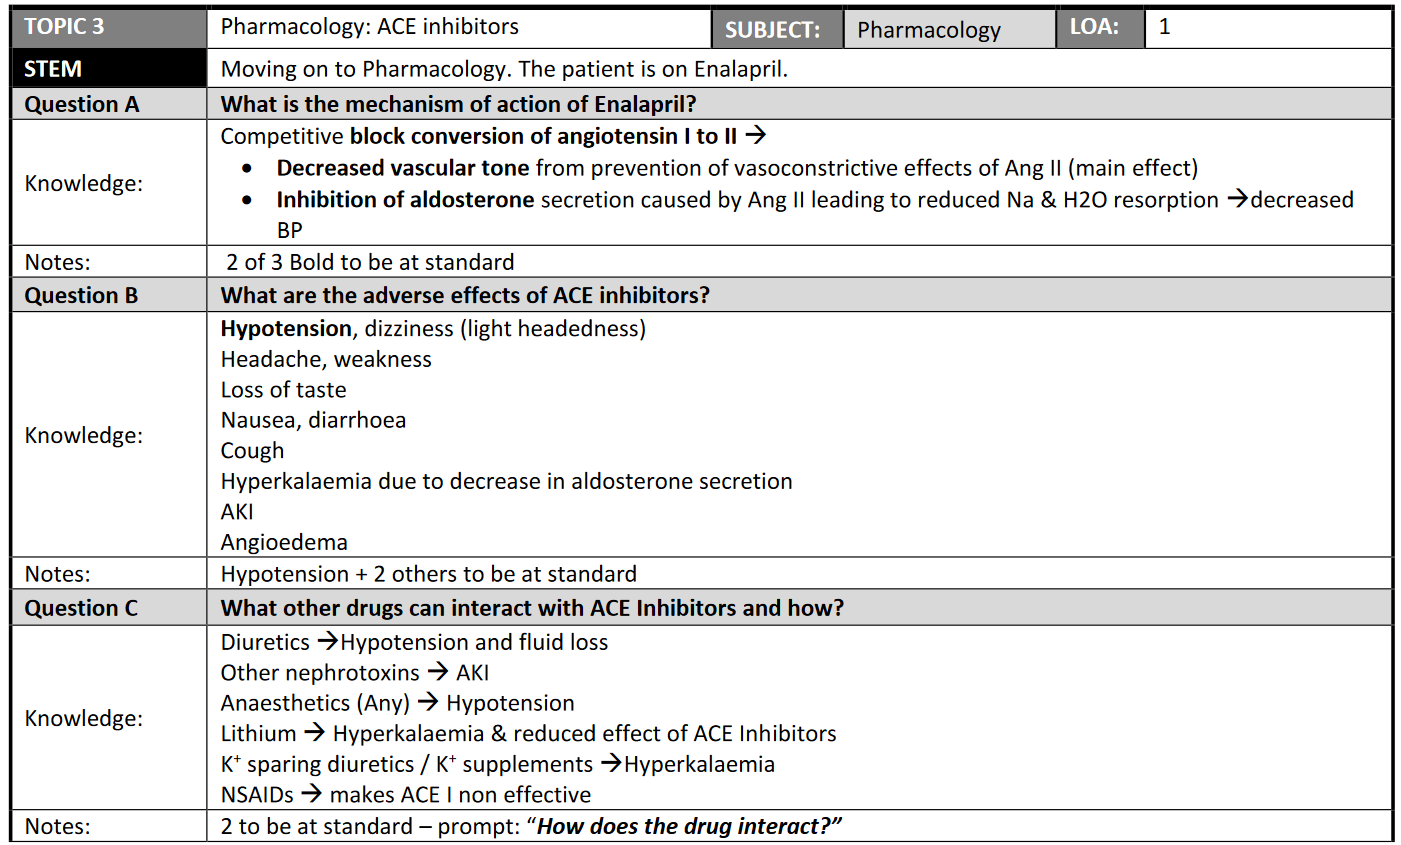 TOPIC 3 Pharmacology: ACE inhibitors SUBJECT: Pharmacology LOA: 1
STEM Moving on to Pharmacology. The patient is on Enalapril.
Question A What is the mechanism of action of Enalapril?
Knowledge:
Competitive block conversion of angiotensin I to II →
• Decreased vascular tone from prevention of vasoconstrictive effects of Ang II (main effect)
• Inhibition of aldosterone secretion caused by Ang II leading to reduced Na & H2O resorption →decreased
BP
Notes: 2 of 3 Bold to be at standard
Question B What are the adverse effects of ACE inhibitors?
Knowledge:
Hypotension, dizziness (light headedness)
Headache, weakness
Loss of taste
Nausea, diarrhoea
Cough
Hyperkalaemia due to decrease in aldosterone secretion
AKI
Angioedema
Notes: Hypotension + 2 others to be at standard
Question C What other drugs can interact with ACE Inhibitors and how?
Knowledge:
Diuretics →Hypotension and fluid loss
Other nephrotoxins → AKI
Anaesthetics (Any) → Hypotension
Lithium → Hyperkalaemia & reduced effect of ACE Inhibitors
K⁺ sparing diuretics / K⁺ supplements →Hyperkalaemia
NSAIDs → makes ACE I non effective
Notes: 2 to be at standard – prompt: “How does the drug interact?”